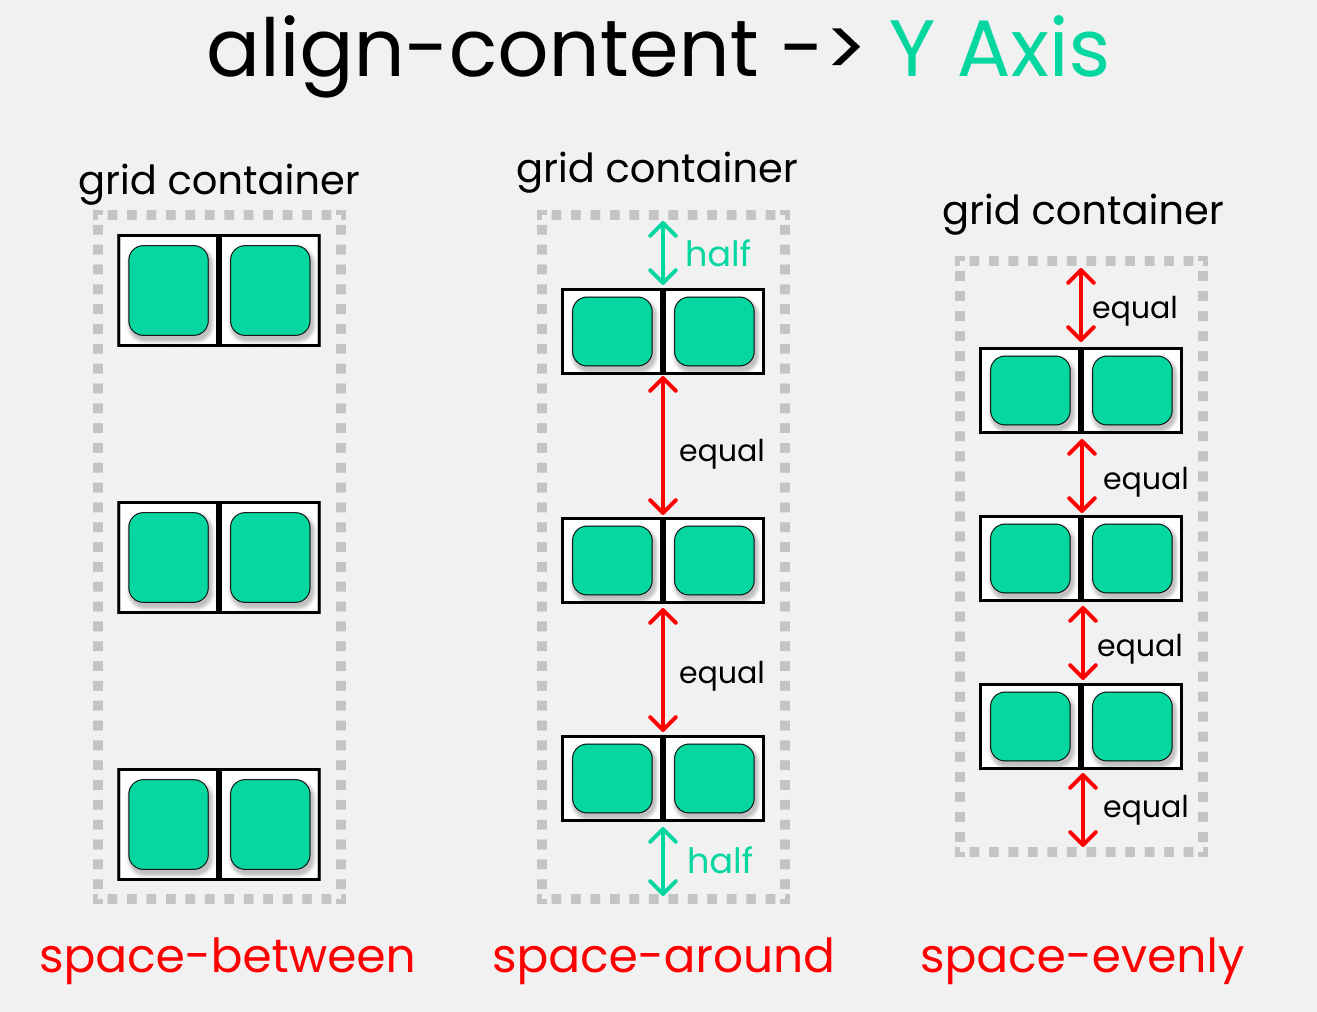 align-content -> Y Axis
grid container
grid container
grid container
half
equal
equal
half
equal
equal
equal
equal
space-between
space-around
space-evenly